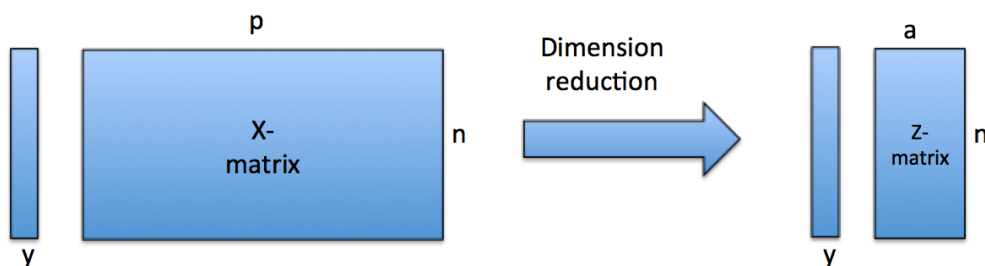 p
X-
matrix
n
y
Dimension
reduction
a
Z-
matrix
n
y